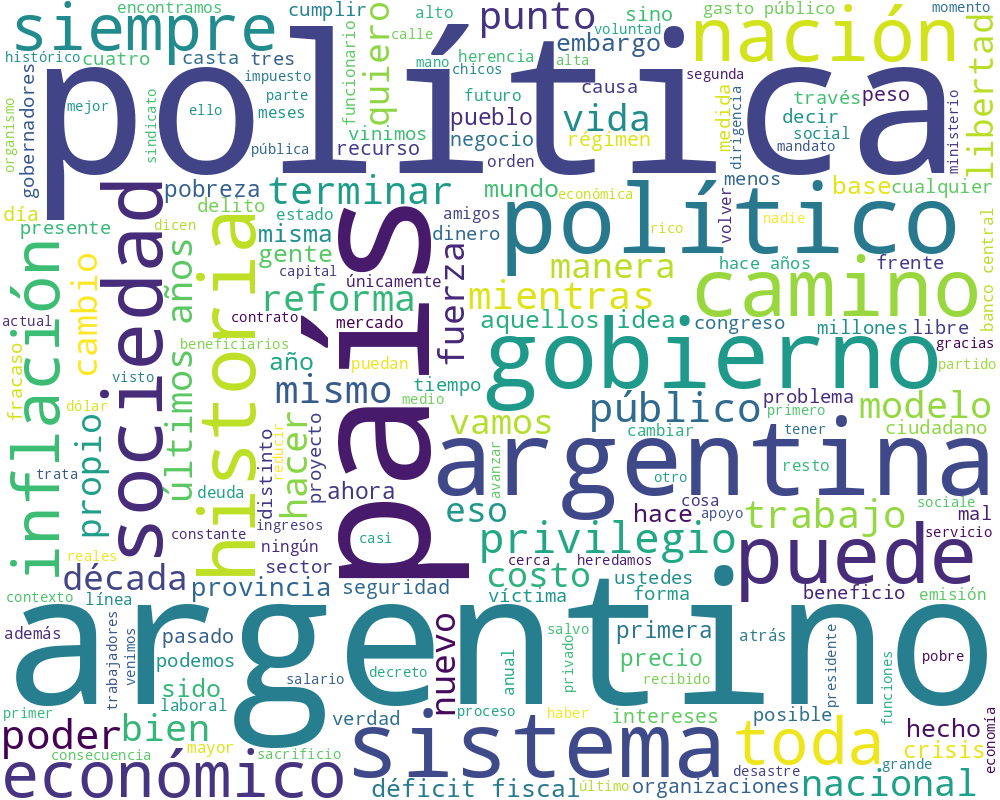 encontramos
siempre
cumplir
quiero
alto
calle
sino
voluntad
punto
gasto público
nación
momento
libertad
política
histórico
cuatro
casta
tres
impuesto
funcionario
mano
herencia
chicos
alta
embargo
segunda
medida
dirigencia
ministerio
organismo
gobernadores
mejor
sindicato
ello
parte
meses
pública
vinimos
recurso
futuro
pueblo
negocio
régimen
orden
causa
vida
través
peso
decir
social
mandato
sociedad
pobreza
delito
dicen
terminar
mundo
económica
político
rico
volver
menos
nadie
base
cualquier
día
presente
historia
estado
misma
gente
capital
país
amigos
dinero
únicamente
fuerza
manera
hace años
frente
banco central
inflación
cambio
últimos años
reforma
mientras
camino
actual
contrato
mercado
aquellos
idea
congreso
millones
libre
gracias
fracaso
beneficiarios
visto
año
puedan
gobierno
partido
dólar
mismo
tiempo
medio
público
problema
primero
modelo
propio
hacer
distinto
reducir
proyecto
vamos
cambiar
tener
ciudadano
trata
deuda
ahora
argentina
avanzar
otro
resto
constante
ingresos
casi
eso
hace
cosa
apoyo
trabajo
sociale
mal
servicio
reales
ningún
sector
privilegio
cerca
heredamos
puede
década
provincia
seguridad
costo
víctima
ustedes
forma
beneficio
emisión
contexto
línea
argentino
además
trabajadores
venimos
pasado
podemos
decreto
nuevo
anual
salvo
privado
primera
atrás
presidente
pobre
sido
laboral
salario
precio
recibido
funciones
primer
poder
bien
verdad
proceso
haber
intereses
posible
hecho
economía
consecuencia
mayor
sacrificio
sistema
toda
crisis
grande
económico
déficit fiscal
último
organizaciones
desastre
nacional